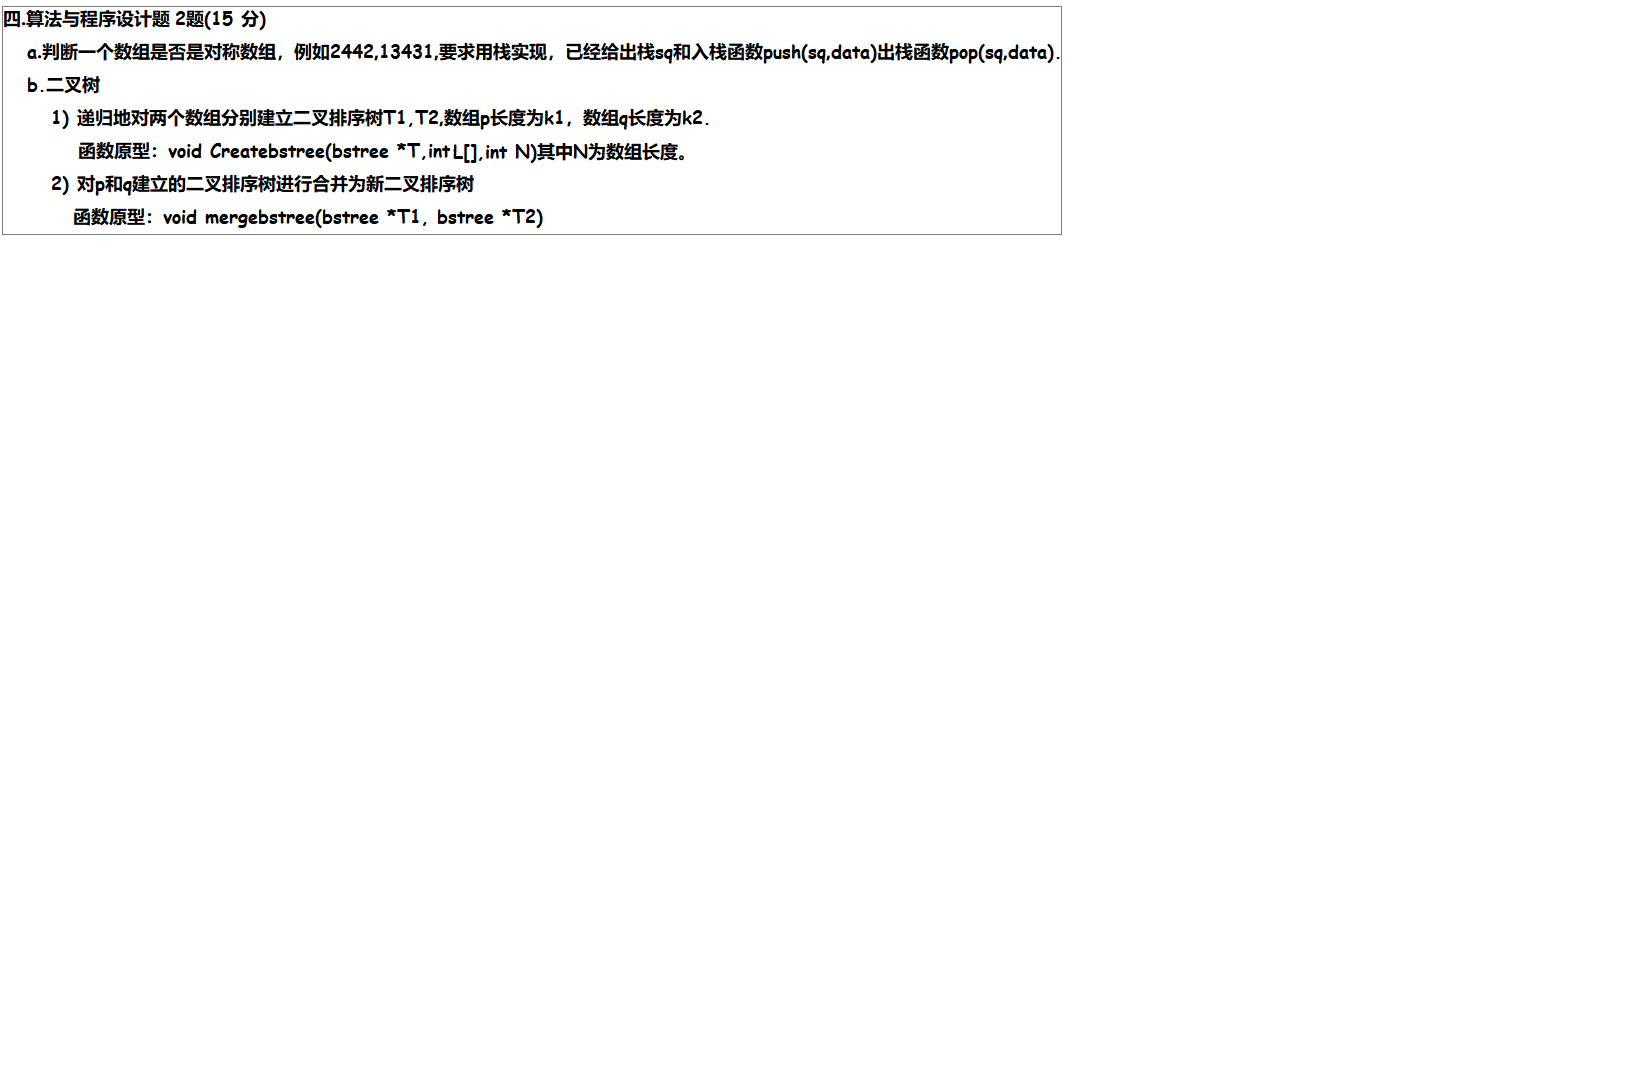 四.算法与程序设计题 2题(15 分)
a.判断一个数组是否是对称数组，例如2442,13431,要求用栈实现，已经给出栈sq和入栈函数push(sq,data)出栈函数pop(sq,data).
b.二叉树
1) 递归地对两个数组分别建立二叉排序树T1,T2,数组p长度为k1，数组q长度为k2.
函数原型：void Createbstree(bstree *T,int L[],int N)其中N为数组长度。
2) 对p和q建立的二叉排序树进行合并为新二叉排序树
函数原型：void mergebstree(bstree *T1, bstree *T2)